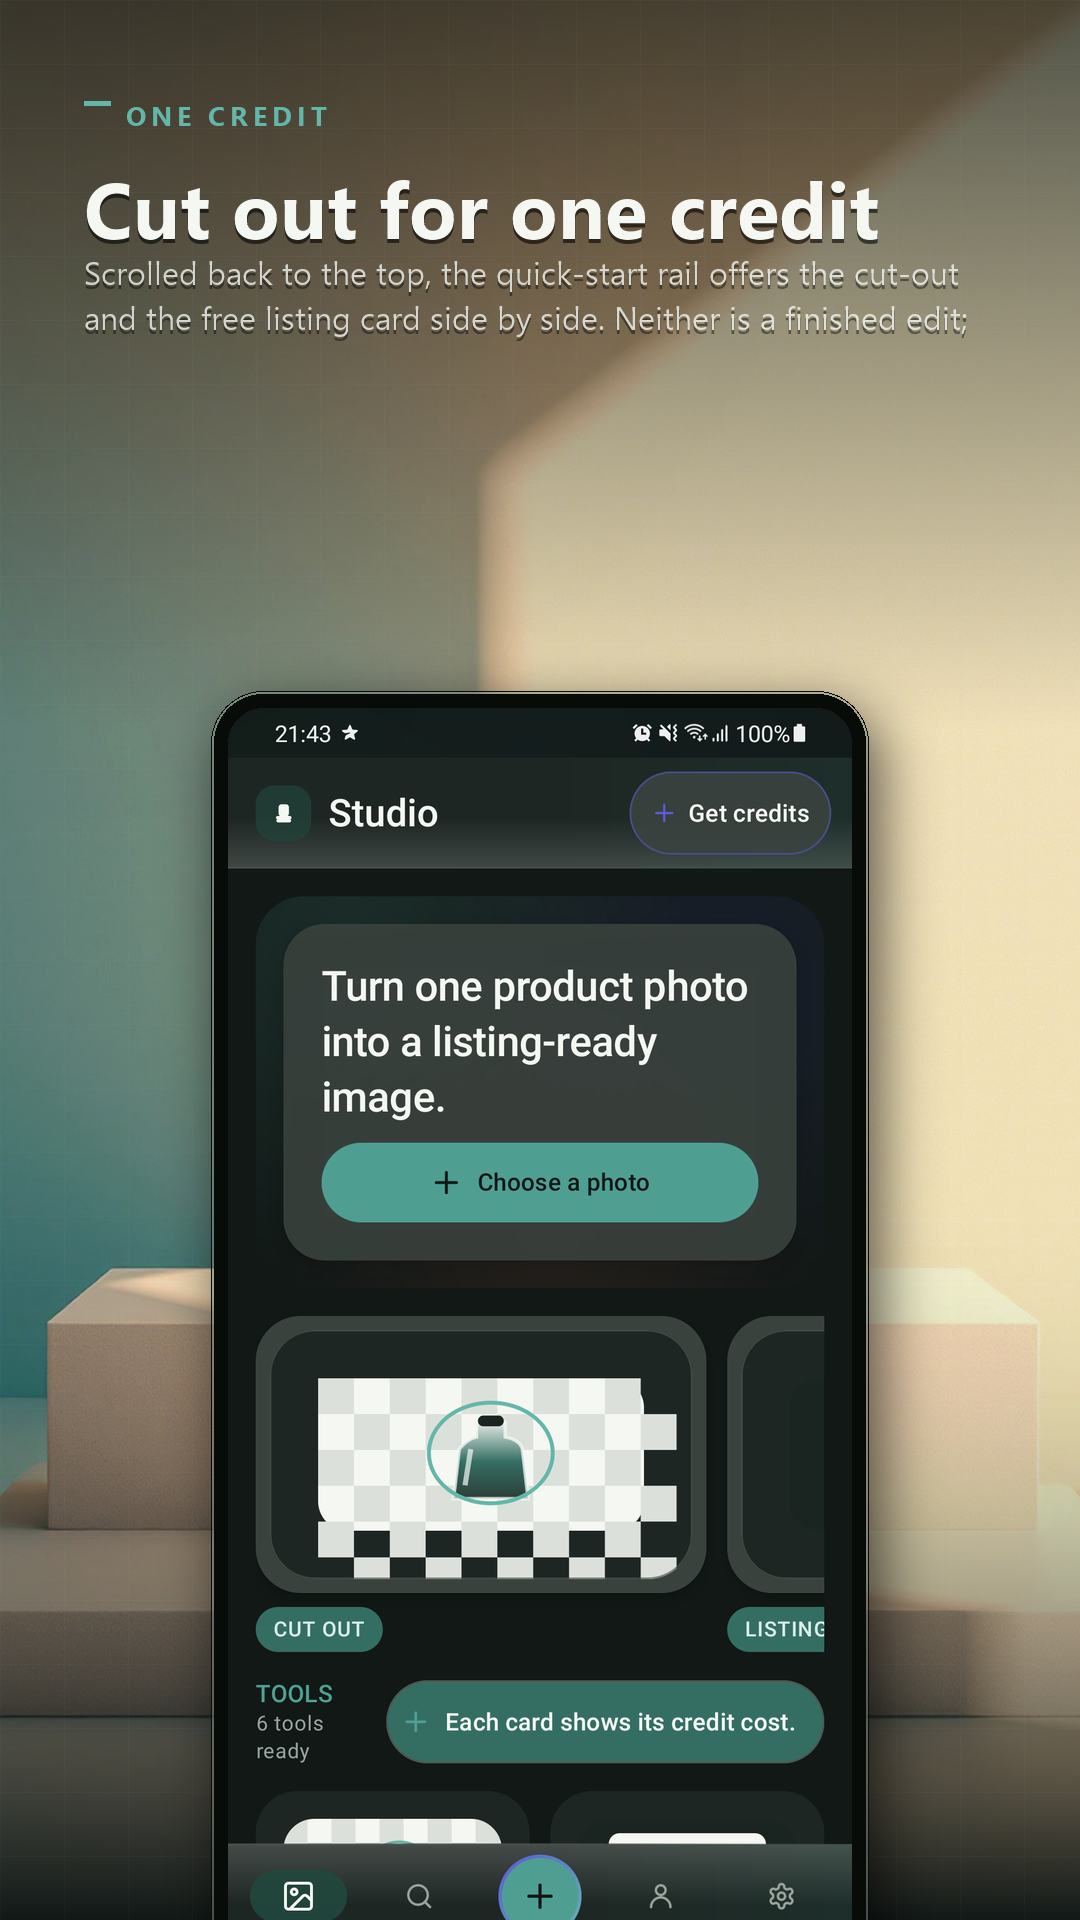 ONE CREDIT
Cut out for one credit
Scrolled back to the top, the quick-start rail offers the cut-out
and the free listing card side by side. Neither is a finished edit;
21:43
100%
Studio
Get credits
Turn one product photo
into a listing-ready
image.
Choose a photo
CUT OUT
LISTING
TOOLS
6 tools
ready
Each card shows its credit cost.